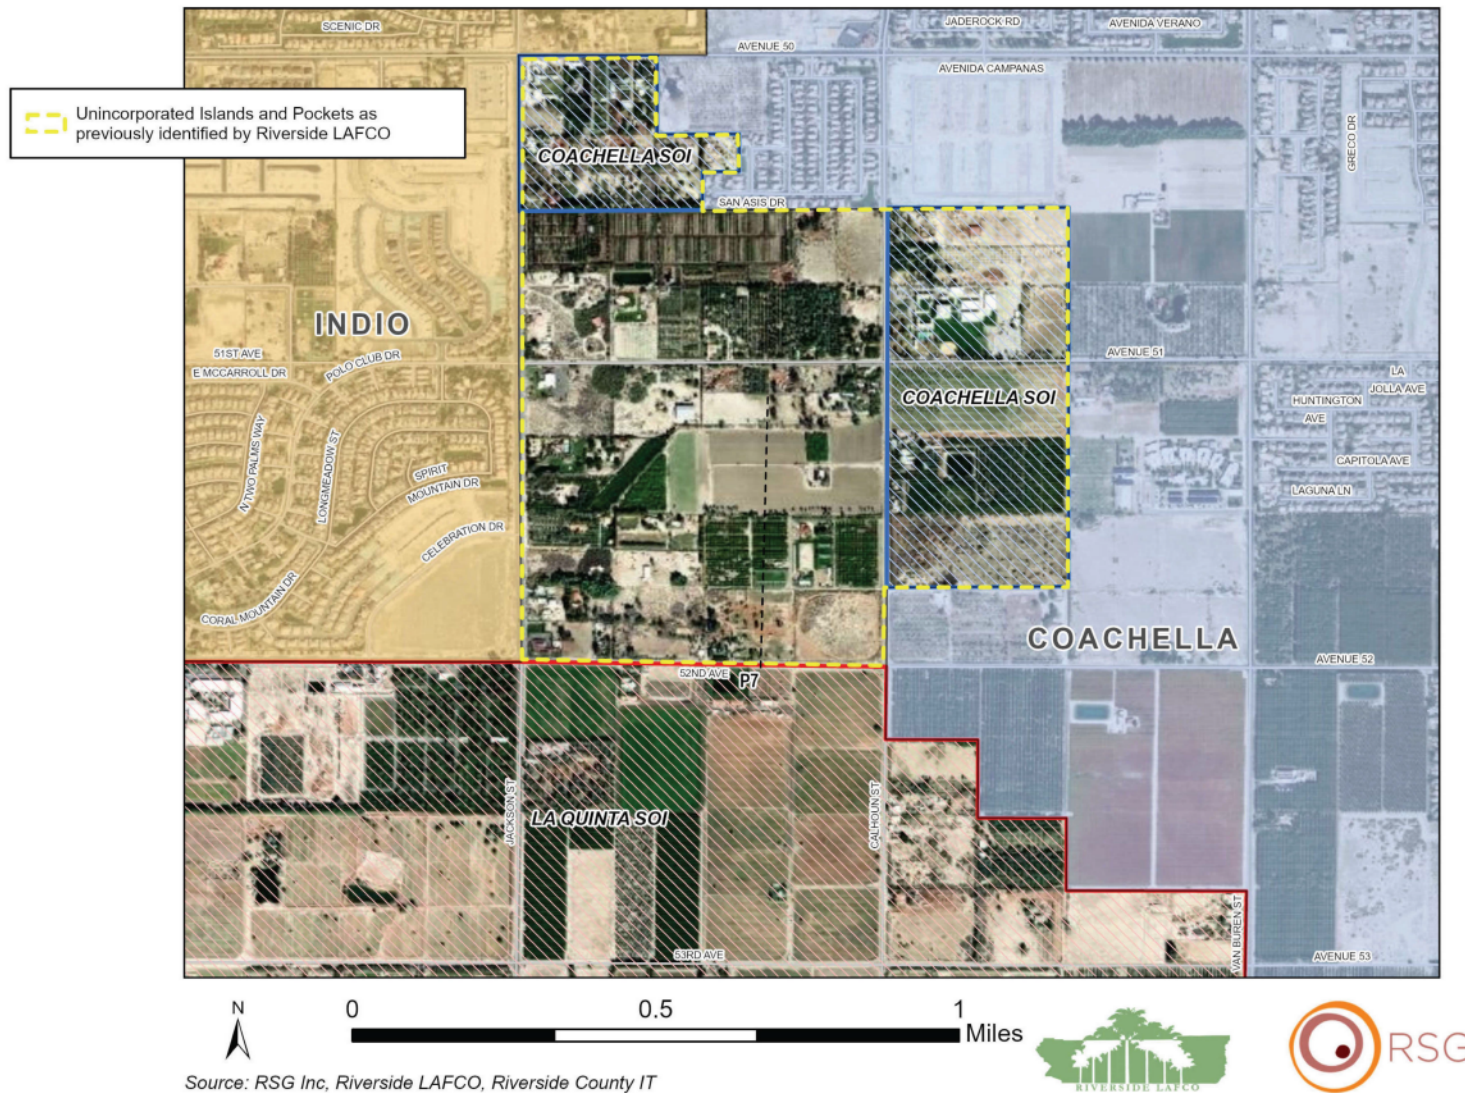 SCENIC DR
JADEROCK RD
AVENIDA VERANO
AVENUE 50
AVENIDA CAMPANAS
Unincorporated Islands and Pockets as
previously identified by Riverside LAFCO
GRECO DR
COACHELLA SOI
SAN ASIS DR
INDIO
51ST AVE
POLO CLUB DR
AVENUE 51
E MCCARROLL DR
LA
JOLLA AVE
COACHELLA SOI
HUNTINGTON
AVE
N TWO PALMS WAY
LONGMEADOW ST
SPIRIT
MOUNTAIN DR
CAPITOLA AVE
LAGUNA LN
CELEBRATION DR
CORAL MOUNTAIN DR
COACHELLA
AVENUE 52
52ND AVE
P7
JACKSON ST
LA QUINTA SOI
CALHOUN ST
VAN BUREN ST
53RD AVE
AVENUE 53
N
0
0.5
1
Miles
RIVERSIDE LAFCO
RSG
Source: RSG Inc, Riverside LAFCO, Riverside County IT